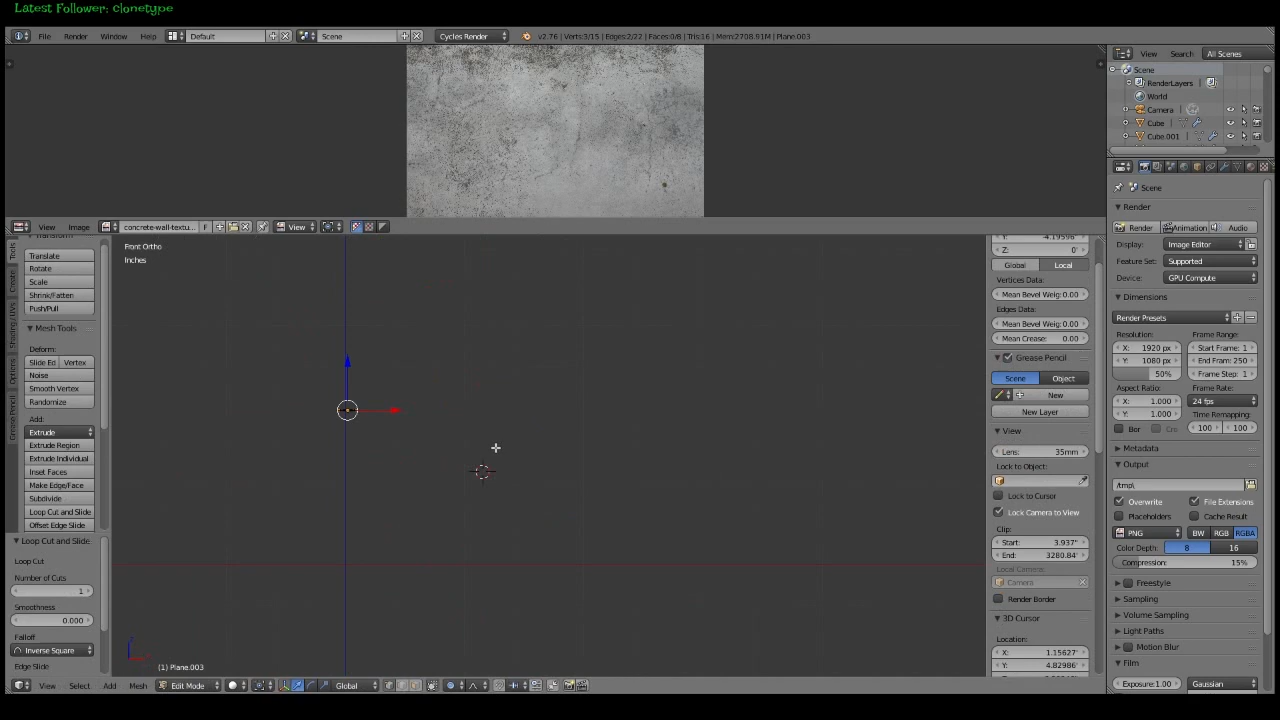 Latest Follower: clonetype
File Render Window Help Default Scene Cycles Render v2.76 | Verts:3/15 | Edges:2/22 | Faces:0/8 | Tris:16 | Mem:2708.91M | Plane.003
View Search: All Scenes
Scene
RenderLayers
World
Camera
Cube
Cube.001
Scene
Render
Render Animation Audio
Display: Image Editor
Feature Set: Supported
Device: GPU Compute
Dimensions
Render Presets
Resolution: Frame Range:
X: 1920 px Start Frame: 1
Y: 1080 px End Fram: 250
50% Frame Step: 1
Aspect Ratio: Frame Rate:
X: 1.000 24 fps
Y: 1.000 Time Remapping:
Bor Cro 100 100
Metadata
Output
/tmp\
Overwrite File Extensions
Placeholders Cache Result
PNG BW RGB RGBA
Color Depth: 8 16
Compression: 15%
Freestyle
Sampling
Volume Sampling
Light Paths
Motion Blur
Film
Exposure:1.00 Gaussian
View Image concrete-wall-textu... F View
Tools
Create
Shading / UVs
Options
Grease Pencil
Transform
Translate
Rotate
Scale
Shrink/Fatten
Push/Pull
Mesh Tools
Deform:
Slide Ed Vertex
Noise
Smooth Vertex
Randomize
Add:
Extrude
Extrude Region
Extrude Individual
Inset Faces
Make Edge/Face
Subdivide
Loop Cut and Slide
Offset Edge Slide
Loop Cut and Slide
Loop Cut
Number of Cuts
1
Smoothness
0.000
Falloff
Inverse Square
Edge Slide
Front Ortho
Inches
(1) Plane.003
Y: -4.19596"
Z: 0"
Global Local
Vertices Data:
Mean Bevel Weig:0.00
Edges Data:
Mean Bevel Weig:0.00
Mean Crease: 0.00
Grease Pencil
Scene Object
New
New Layer
View
Lens: 35mm
Lock to Object:
Lock to Cursor
Lock Camera to View
Clip:
Start: 3.937"
End: 3280.84'
Local Camera:
Camera
Render Border
3D Cursor
Location:
X: 1.15627'
Y: 4.82986'
View Select Add Mesh Edit Mode Global